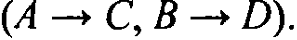 (A → C, B → D).